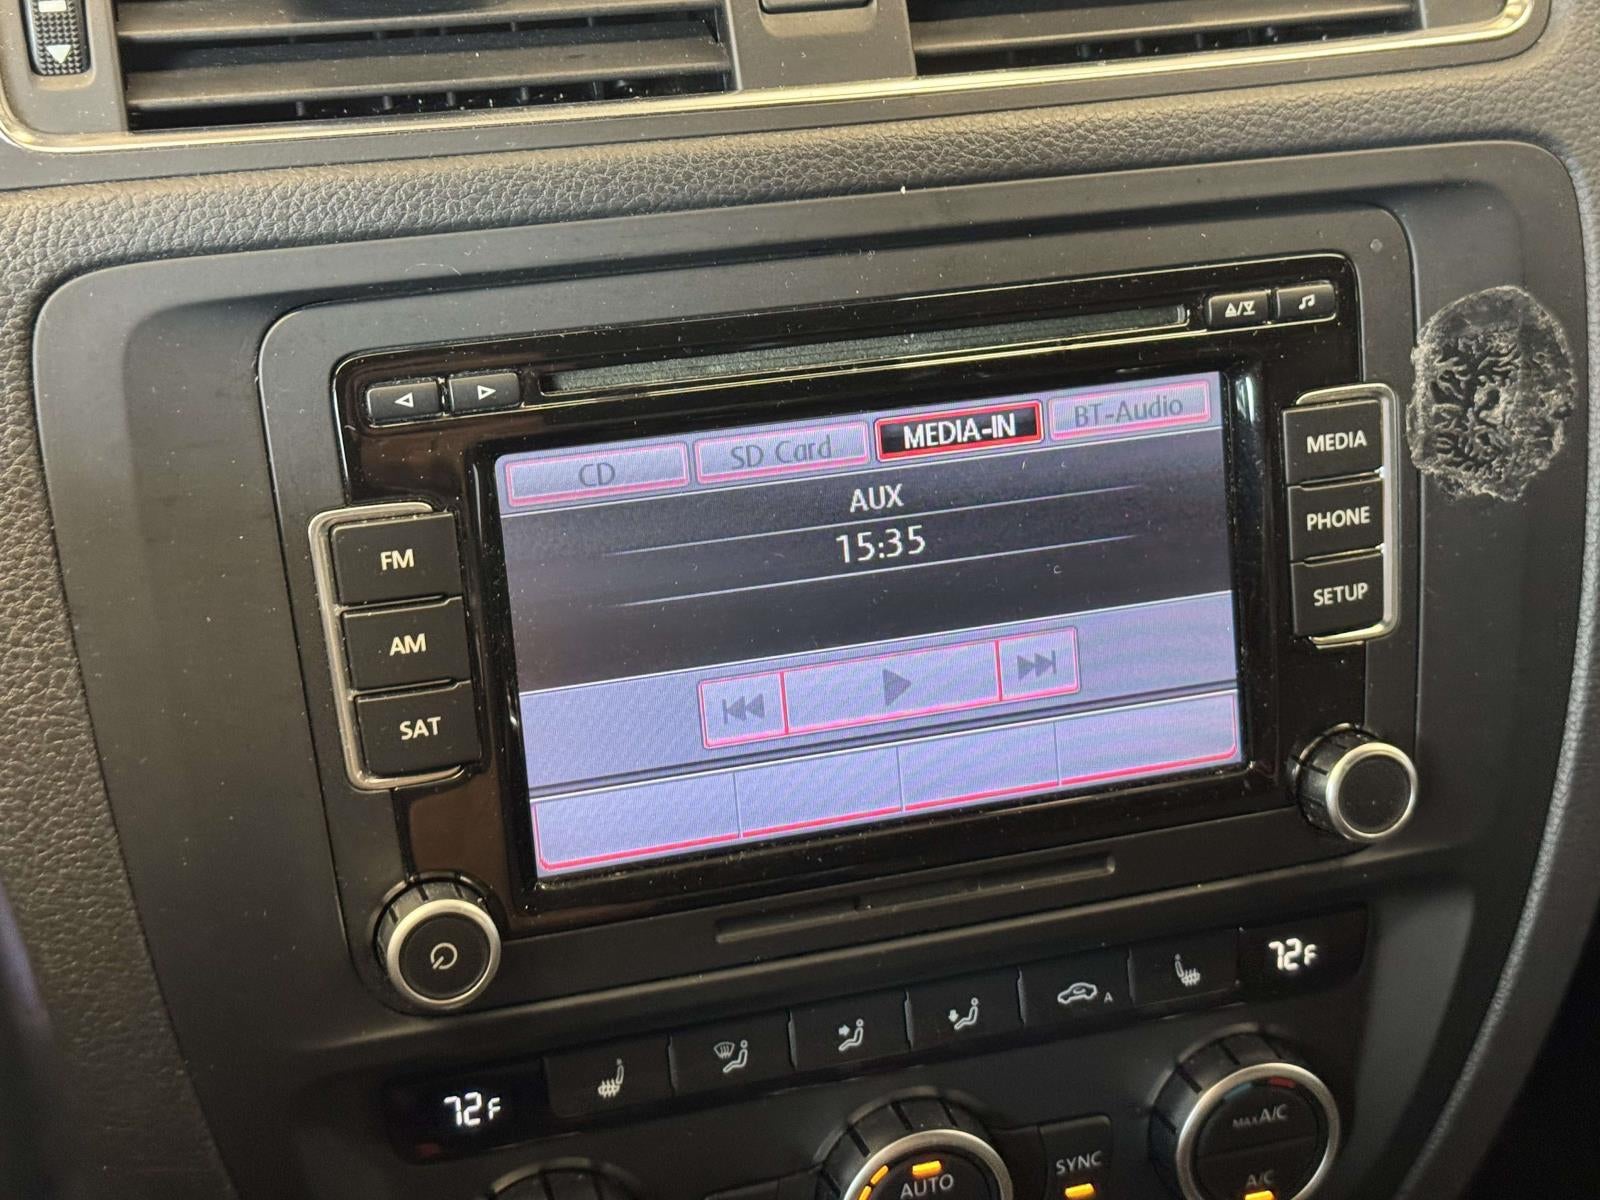 CD SD Card MEDIA-IN BT-Audio
AUX
15:35
FM
AM
SAT
MEDIA
PHONE
SETUP
72F
A
72F
AUTO
SYNC
MAX A/C
A/C